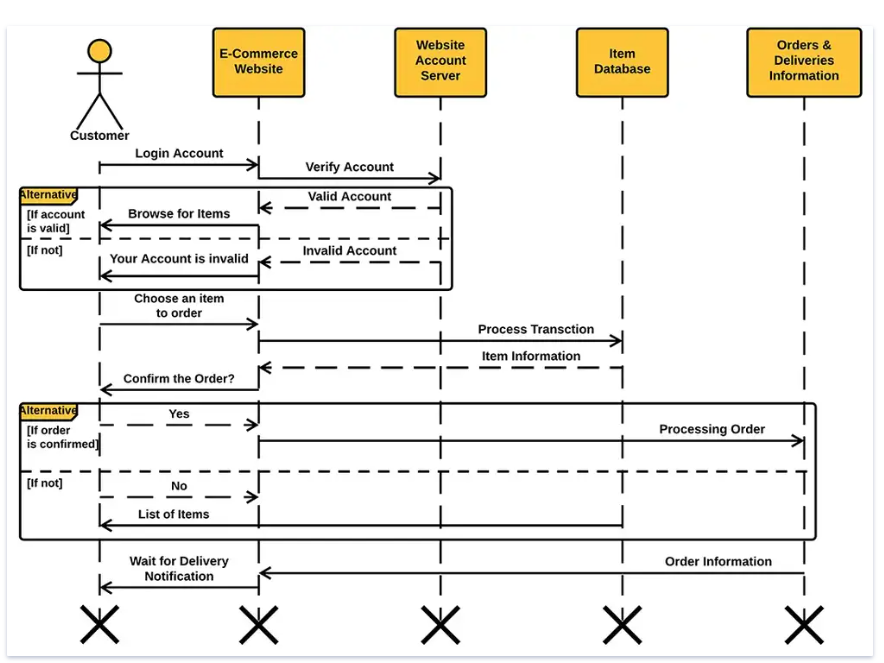 E-Commerce
Website
Website
Account
Server
Item
Database
Orders &
Deliveries
Information
Customer
Login Account
Verify Account
Alternative
Valid Account
[If account
is valid]
Browse for Items
[If not]
Invalid Account
Your Account is invalid
Choose an item
to order
Process Transction
Item Information
Confirm the Order?
Alternative
Yes
[If order
is confirmed]
Processing Order
[If not]
No
List of Items
Wait for Delivery
Notification
Order Information